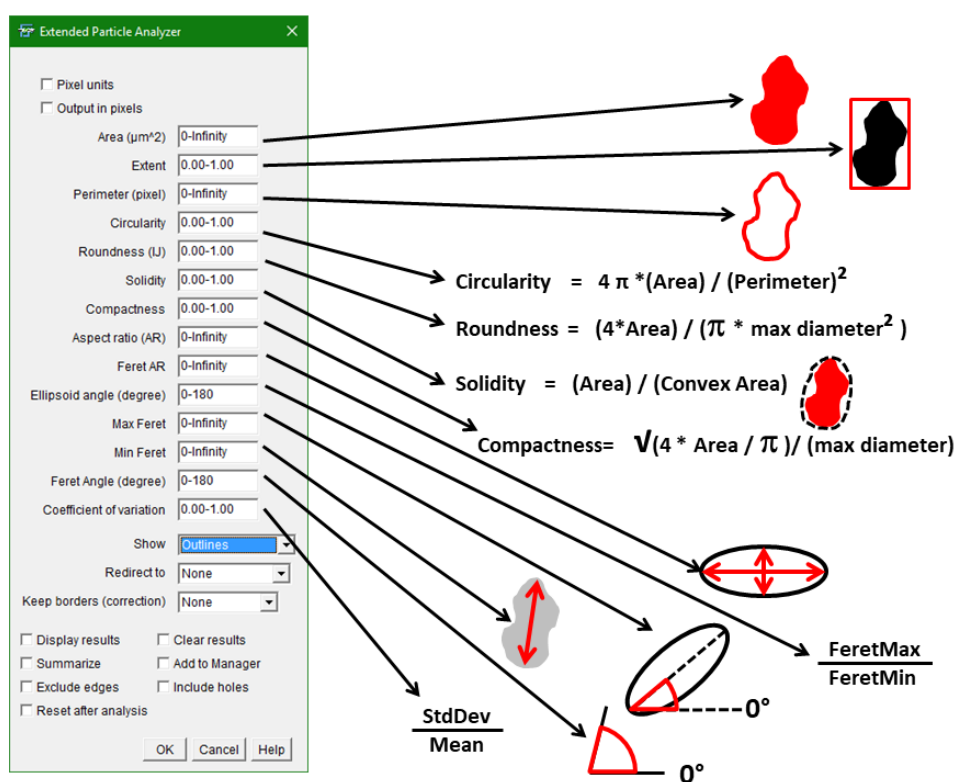 Extended Particle Analyzer
Pixel units
Output in pixels
Area (µm^2) 0-Infinity
Extent 0.00-1.00
Perimeter (pixel) 0-Infinity
Circularity 0.00-1.00
Roundness (IJ) 0.00-1.00
Solidity 0.00-1.00
Compactness 0.00-1.00
Aspect ratio (AR) 0-Infinity
Feret AR 0-Infinity
Ellipsoid angle (degree) 0-180
Max Feret 0-Infinity
Min Feret 0-Infinity
Feret Angle (degree) 0-180
Coefficient of variation 0.00-1.00
Show Outlines
Redirect to None
Keep borders (correction) None
Display results Clear results
Summarize Add to Manager
Exclude edges Include holes
Reset after analysis
OK Cancel Help
Circularity = 4 π *(Area) / (Perimeter)²
Roundness = (4*Area) / (π * max diameter² )
Solidity = (Area) / (Convex Area)
Compactness= √(4 * Area / π )/ (max diameter)
FeretMax
FeretMin
0°
StdDev
Mean
0°